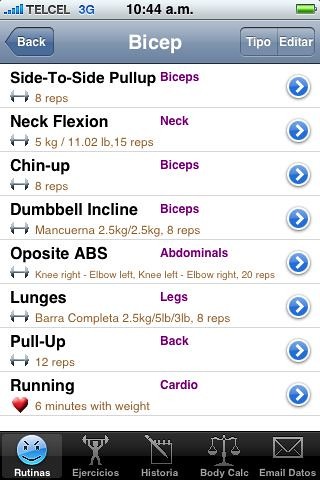 TELCEL 3G 10:44 a.m.
Back Bicep Tipo Editar
Side-To-Side Pullup Biceps
8 reps
Neck Flexion Neck
5 kg / 11.02 lb,15 reps
Chin-up Biceps
8 reps
Dumbbell Incline Biceps
Mancuerna 2.5kg/2.5kg, 8 reps
Oposite ABS Abdominals
Knee right - Elbow left, Knee left - Elbow right, 20 reps
Lunges Legs
Barra Completa 2.5kg/5lb/3lb, 8 reps
Pull-Up Back
12 reps
Running Cardio
6 minutes with weight
Rutinas Ejercicios Historia Body Calc Email Datos